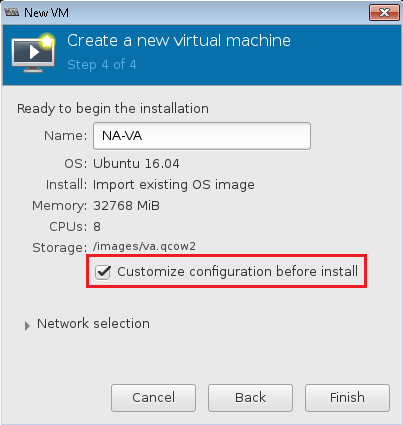 New VM
Create a new virtual machine
Step 4 of 4
Ready to begin the installation
Name: NA-VA
OS: Ubuntu 16.04
Install: Import existing OS image
Memory: 32768 MiB
CPUs: 8
Storage: /images/va.qcow2
Customize configuration before install
Network selection
Cancel Back Finish